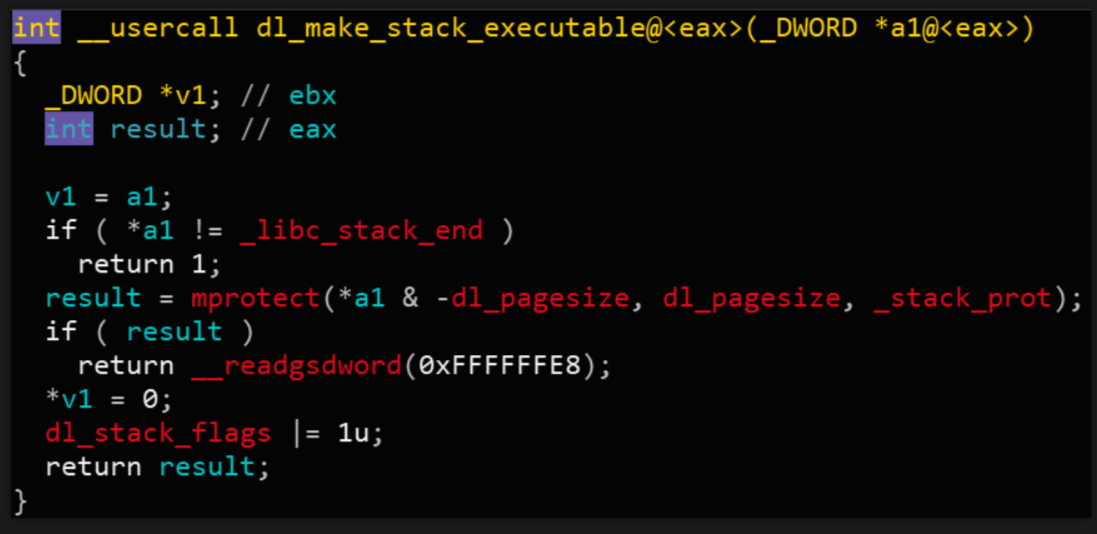 int __usercall dl_make_stack_executable@<eax>(_DWORD *a1@<eax>)
{
  _DWORD *v1; // ebx
  int result; // eax

  v1 = a1;
  if ( *a1 != _libc_stack_end )
    return 1;
  result = mprotect(*a1 & -dl_pagesize, dl_pagesize, _stack_prot);
  if ( result )
    return __readgsdword(0xFFFFFFE8);
  *v1 = 0;
  dl_stack_flags |= 1u;
  return result;
}